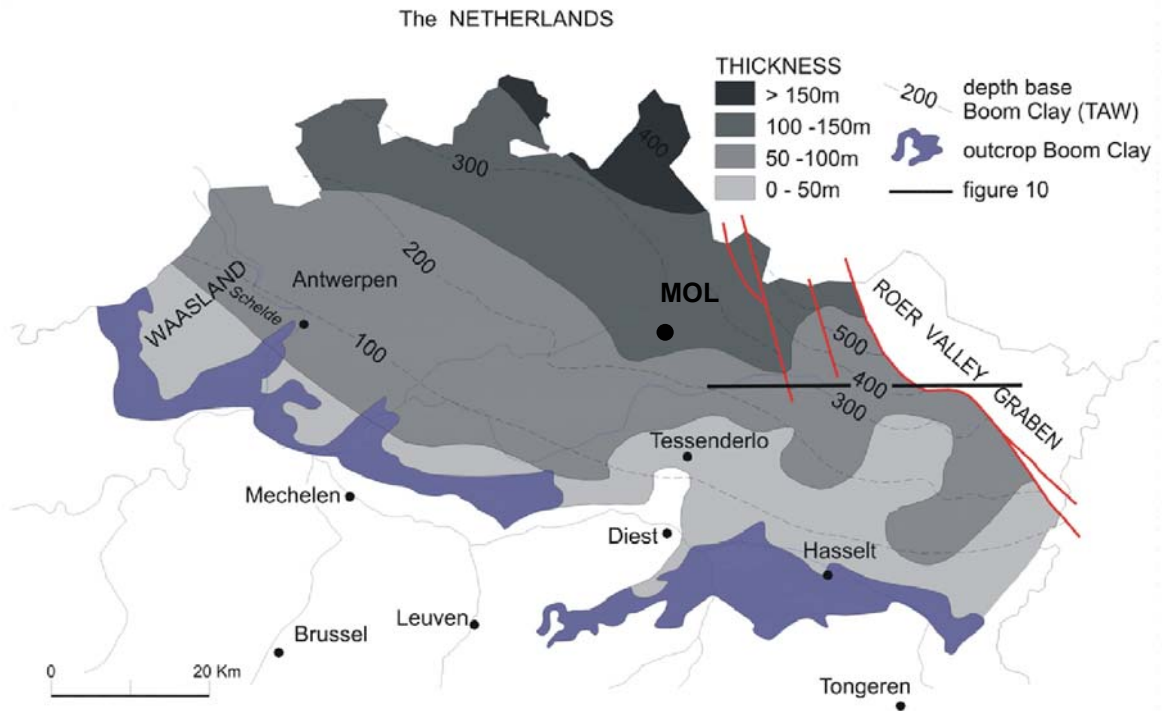 The NETHERLANDS
THICKNESS
> 150m
100 -150m
50 -100m
0 - 50m
200
depth base
Boom Clay (TAW)
outcrop Boom Clay
figure 10
400
300
200
WAASLAND
Schelde
Antwerpen
100
MOL
ROER VALLEY GRABEN
500
400
300
Tessenderlo
Mechelen
Diest
Hasselt
Leuven
Brussel
0
20 Km
Tongeren